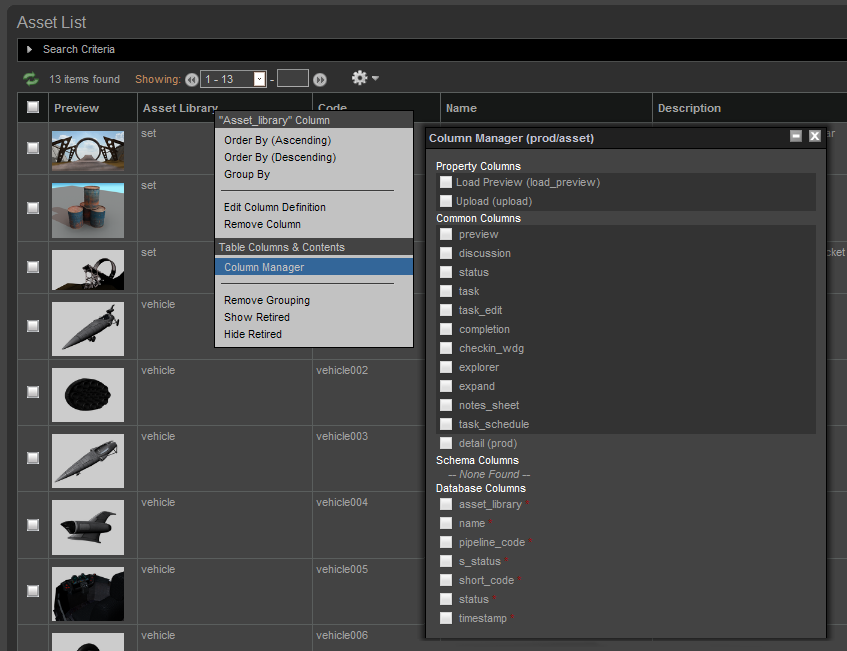 Asset List
Search Criteria
13 items found Showing: 1 - 13 -
Preview Asset Library Code Name Description
set
set
set
vehicle
vehicle vehicle002
vehicle vehicle003
vehicle vehicle004
vehicle vehicle005
vehicle vehicle006
"Asset_library" Column
Order By (Ascending)
Order By (Descending)
Group By
Edit Column Definition
Remove Column
Table Columns & Contents
Column Manager
Remove Grouping
Show Retired
Hide Retired
Column Manager (prod/asset)
Property Columns
Load Preview (load_preview)
Upload (upload)
Common Columns
preview
discussion
status
task
task_edit
completion
checkin_wdg
explorer
expand
notes_sheet
task_schedule
detail (prod)
Schema Columns
-- None Found --
Database Columns
asset_library
name *
pipeline_code *
s_status *
short_code *
status *
timestamp *